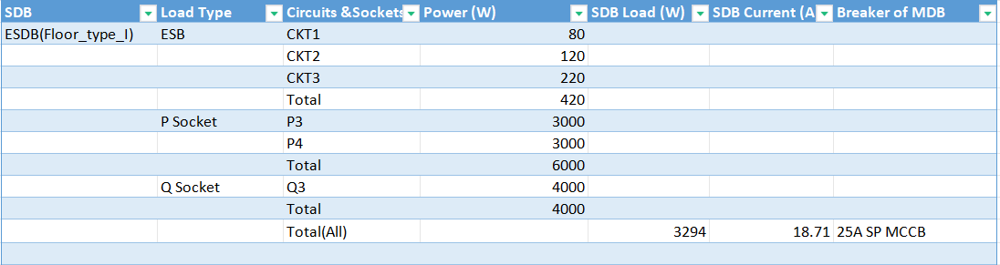 SDB Load Type Circuits &Sockets Power (W) SDB Load (W) SDB Current (A Breaker of MDB
ESDB(Floor_type_I) ESB CKT1 80
CKT2 120
CKT3 220
Total 420
P Socket P3 3000
P4 3000
Total 6000
Q Socket Q3 4000
Total 4000
Total(All) 3294 18.71 25A SP MCCB